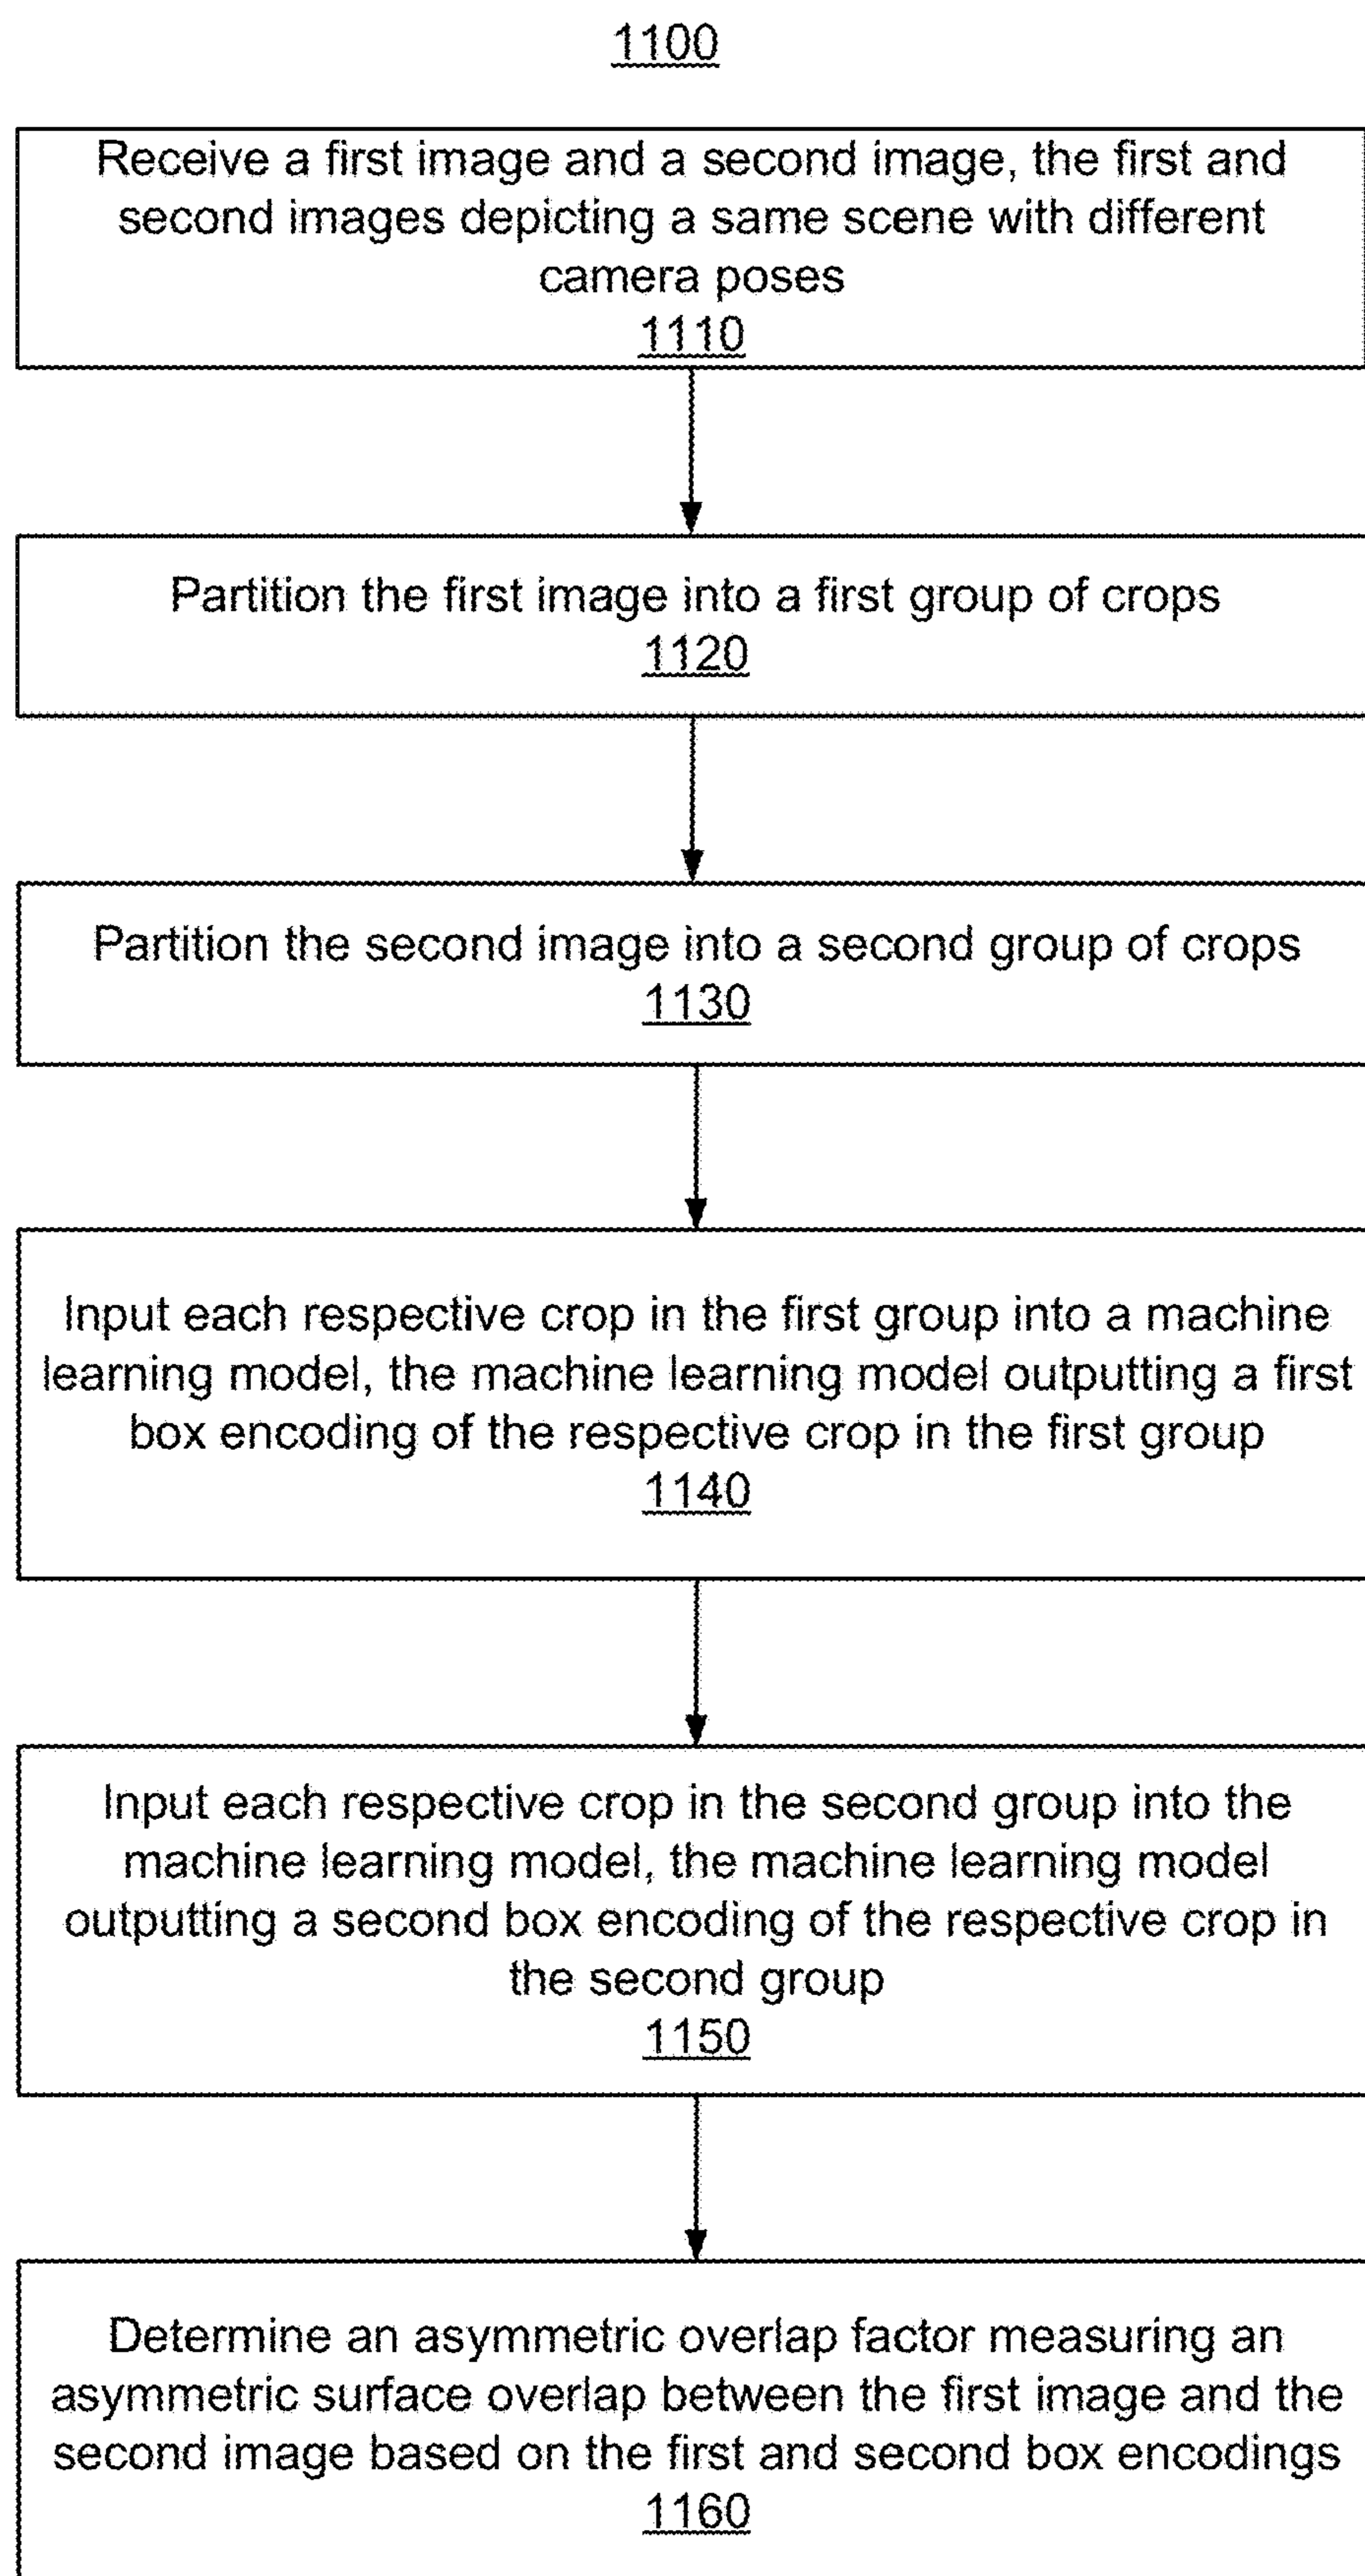 1100
Receive a first image and a second image, the first and
second images depicting a same scene with different
camera poses
1110
Partition the first image into a first group of crops
1120
Partition the second image into a second group of crops
1130
Input each respective crop in the first group into a machine
learning model, the machine learning model outputting a first
box encoding of the respective crop in the first group
1140
Input each respective crop in the second group into the
machine learning model, the machine learning model
outputting a second box encoding of the respective crop in
the second group
1150
Determine an asymmetric overlap factor measuring an
asymmetric surface overlap between the first image and the
second image based on the first and second box encodings
1160